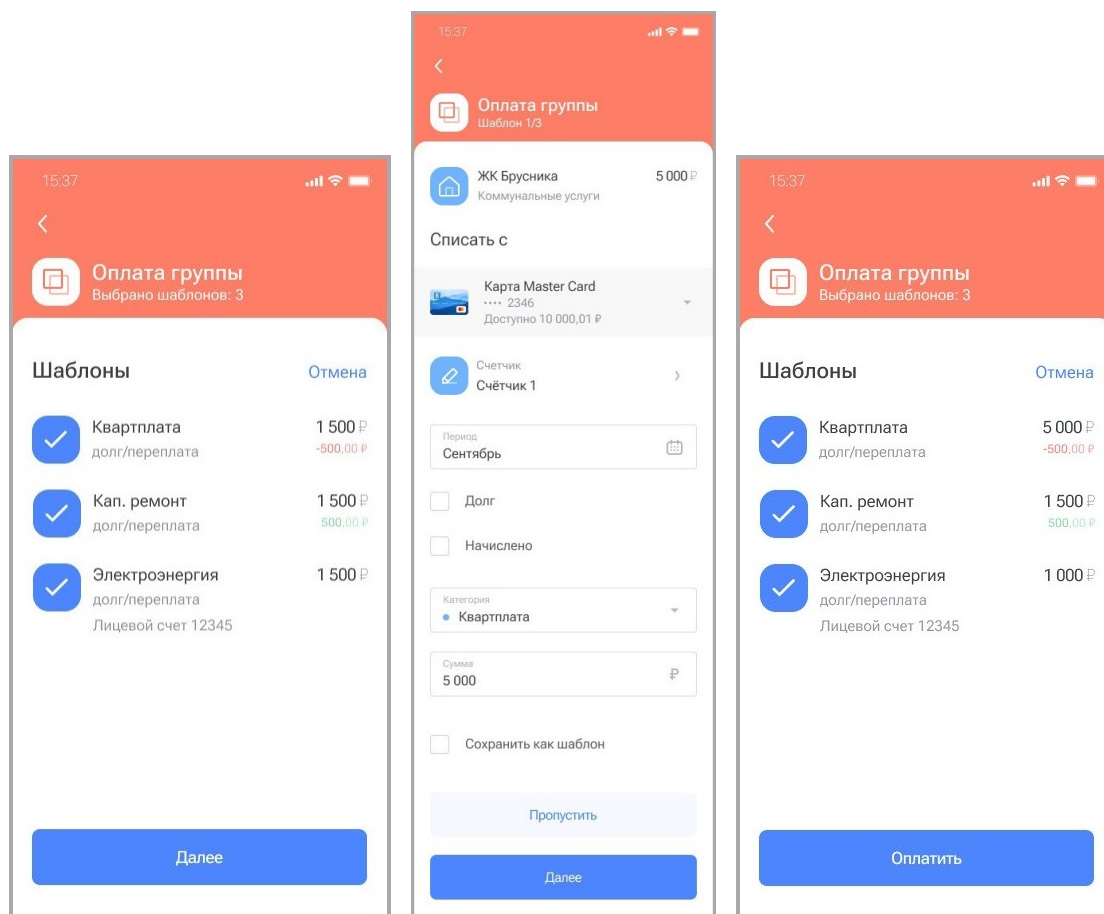 15:37
Оплата группы
Выбрано шаблонов: 3
Шаблоны Отмена
Квартплата 1 500 ₽
долг/переплата -500,00 ₽
Кап. ремонт 1 500 ₽
долг/переплата 500,00 ₽
Электроэнергия 1 500 ₽
долг/переплата
Лицевой счет 12345
Далее
15:37
Оплата группы
Шаблон 1/3
ЖК Брусника 5 000 ₽
Коммунальные услуги
Списать с
Карта Master Card
···· 2346
Доступно 10 000,01 ₽
Счетчик
Счётчик 1
Период
Сентябрь
Долг
Начислено
Категория
Квартплата
Сумма
5 000 ₽
Сохранить как шаблон
Пропустить
Далее
15:37
Оплата группы
Выбрано шаблонов: 3
Шаблоны Отмена
Квартплата 5 000 ₽
долг/переплата -500,00 ₽
Кап. ремонт 1 500 ₽
долг/переплата 500,00 ₽
Электроэнергия 1 000 ₽
долг/переплата
Лицевой счет 12345
Оплатить